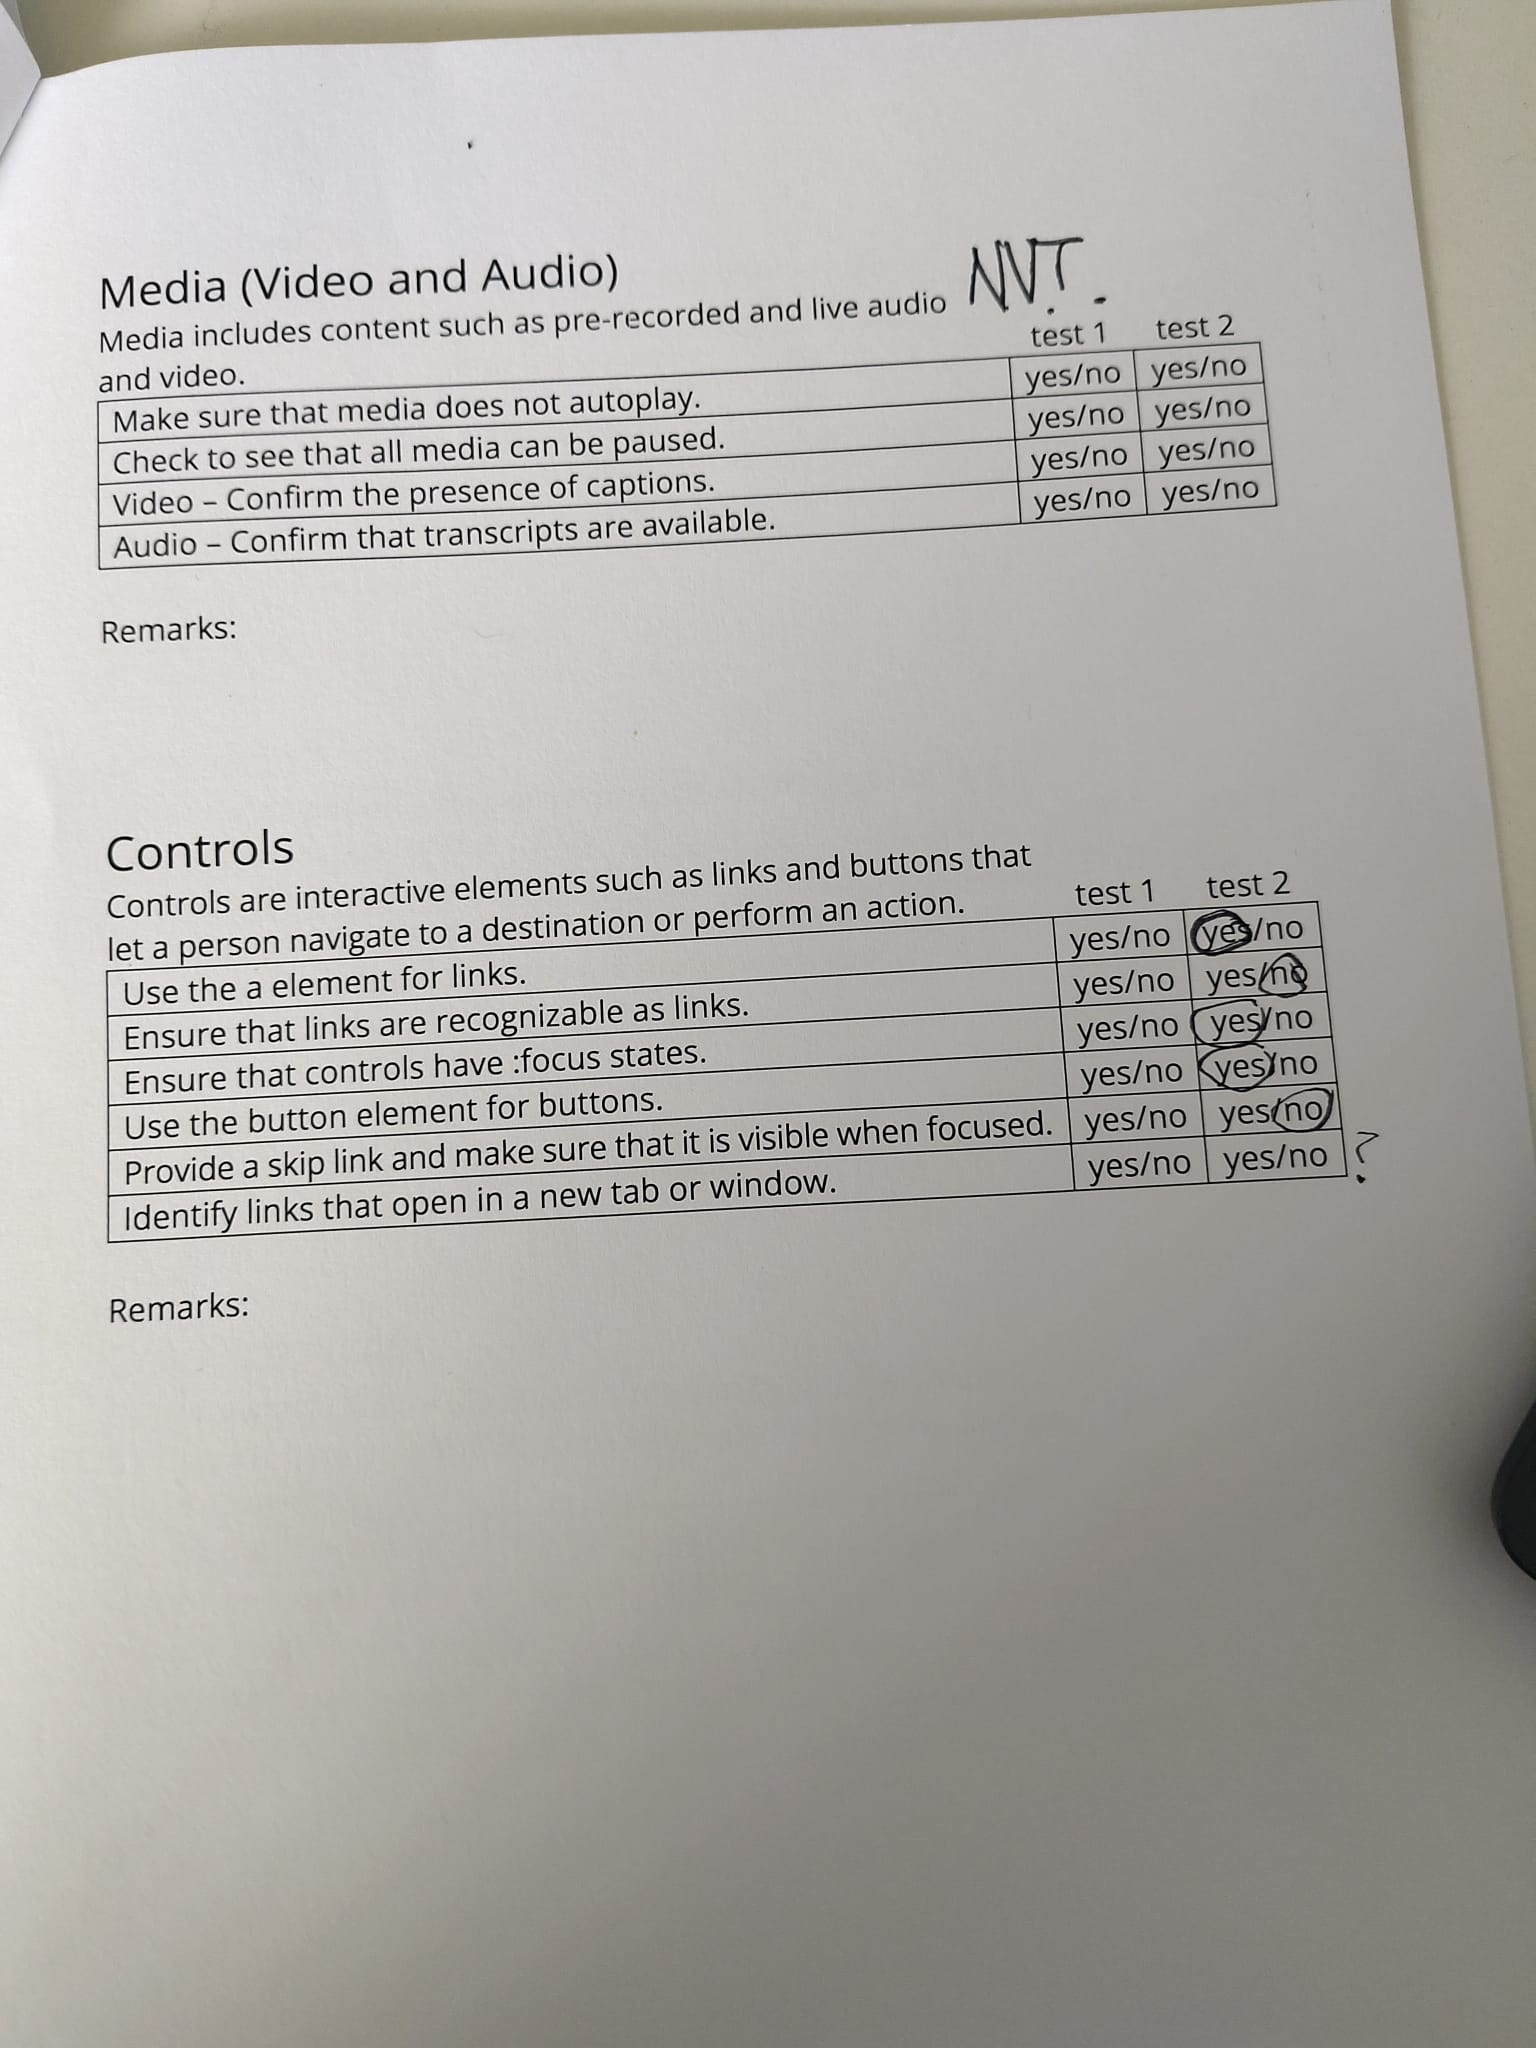 Media (Video and Audio)
NVT.
Media includes content such as pre-recorded and live audio
and video.
test 1 test 2
Make sure that media does not autoplay. yes/no yes/no
Check to see that all media can be paused. yes/no yes/no
Video – Confirm the presence of captions. yes/no yes/no
Audio – Confirm that transcripts are available. yes/no yes/no
Remarks:
Controls
Controls are interactive elements such as links and buttons that
let a person navigate to a destination or perform an action.
test 1 test 2
Use the a element for links. yes/no yes/no
Ensure that links are recognizable as links. yes/no yes/no
Ensure that controls have :focus states. yes/no yes/no
Use the button element for buttons. yes/no yes/no
Provide a skip link and make sure that it is visible when focused. yes/no yes/no
Identify links that open in a new tab or window. yes/no yes/no ?
Remarks: